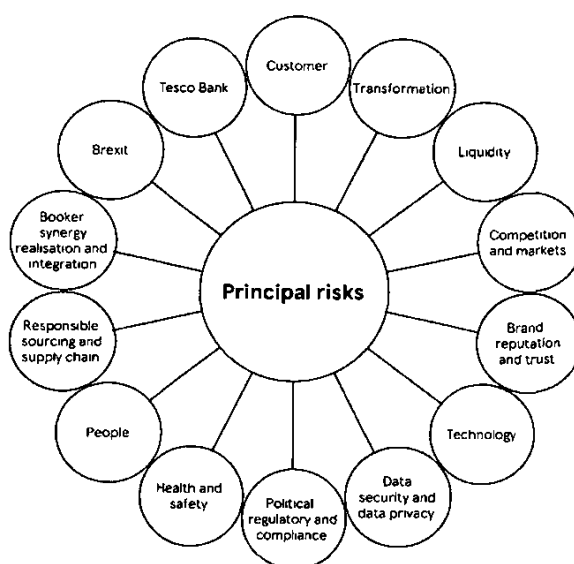 Customer
Transformation
Liquidity
Competition
and markets
Brand
reputation
and trust
Technology
Data
security and
data privacy
Political
regulatory and
compliance
Health and
safety
People
Responsible
sourcing and
supply chain
Booker
synergy
realisation and
integration
Brexit
Tesco Bank
Principal risks